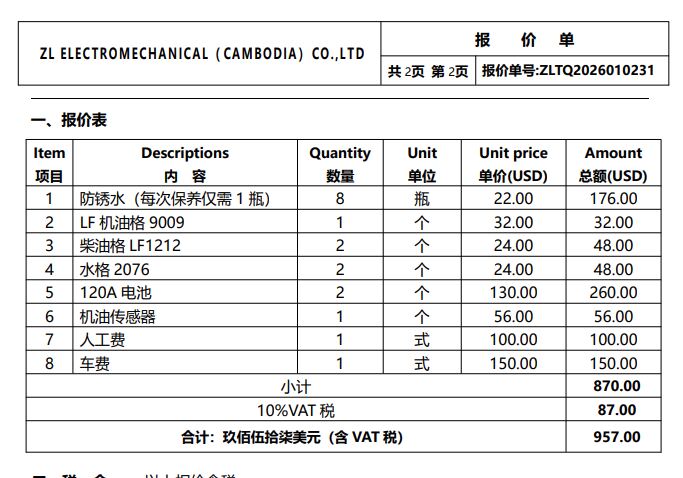 ZL ELECTROMECHANICAL (CAMBODIA) CO.,LTD
报 价 单
共 2页 第 2页 报价单号:ZLTQ2026010231
一、报价表
Item Descriptions Quantity Unit Unit price Amount
项目 内 容 数量 单位 单价(USD) 总额(USD)
1 防锈水（每次保养仅需 1 瓶） 8 瓶 22.00 176.00
2 LF 机油格 9009 1 个 32.00 32.00
3 柴油格 LF1212 2 个 24.00 48.00
4 水格 2076 2 个 24.00 48.00
5 120A 电池 2 个 130.00 260.00
6 机油传感器 1 个 56.00 56.00
7 人工费 1 式 100.00 100.00
8 车费 1 式 150.00 150.00
小计 870.00
10%VAT 税 87.00
合计：玖佰伍拾柒美元（含 VAT 税） 957.00